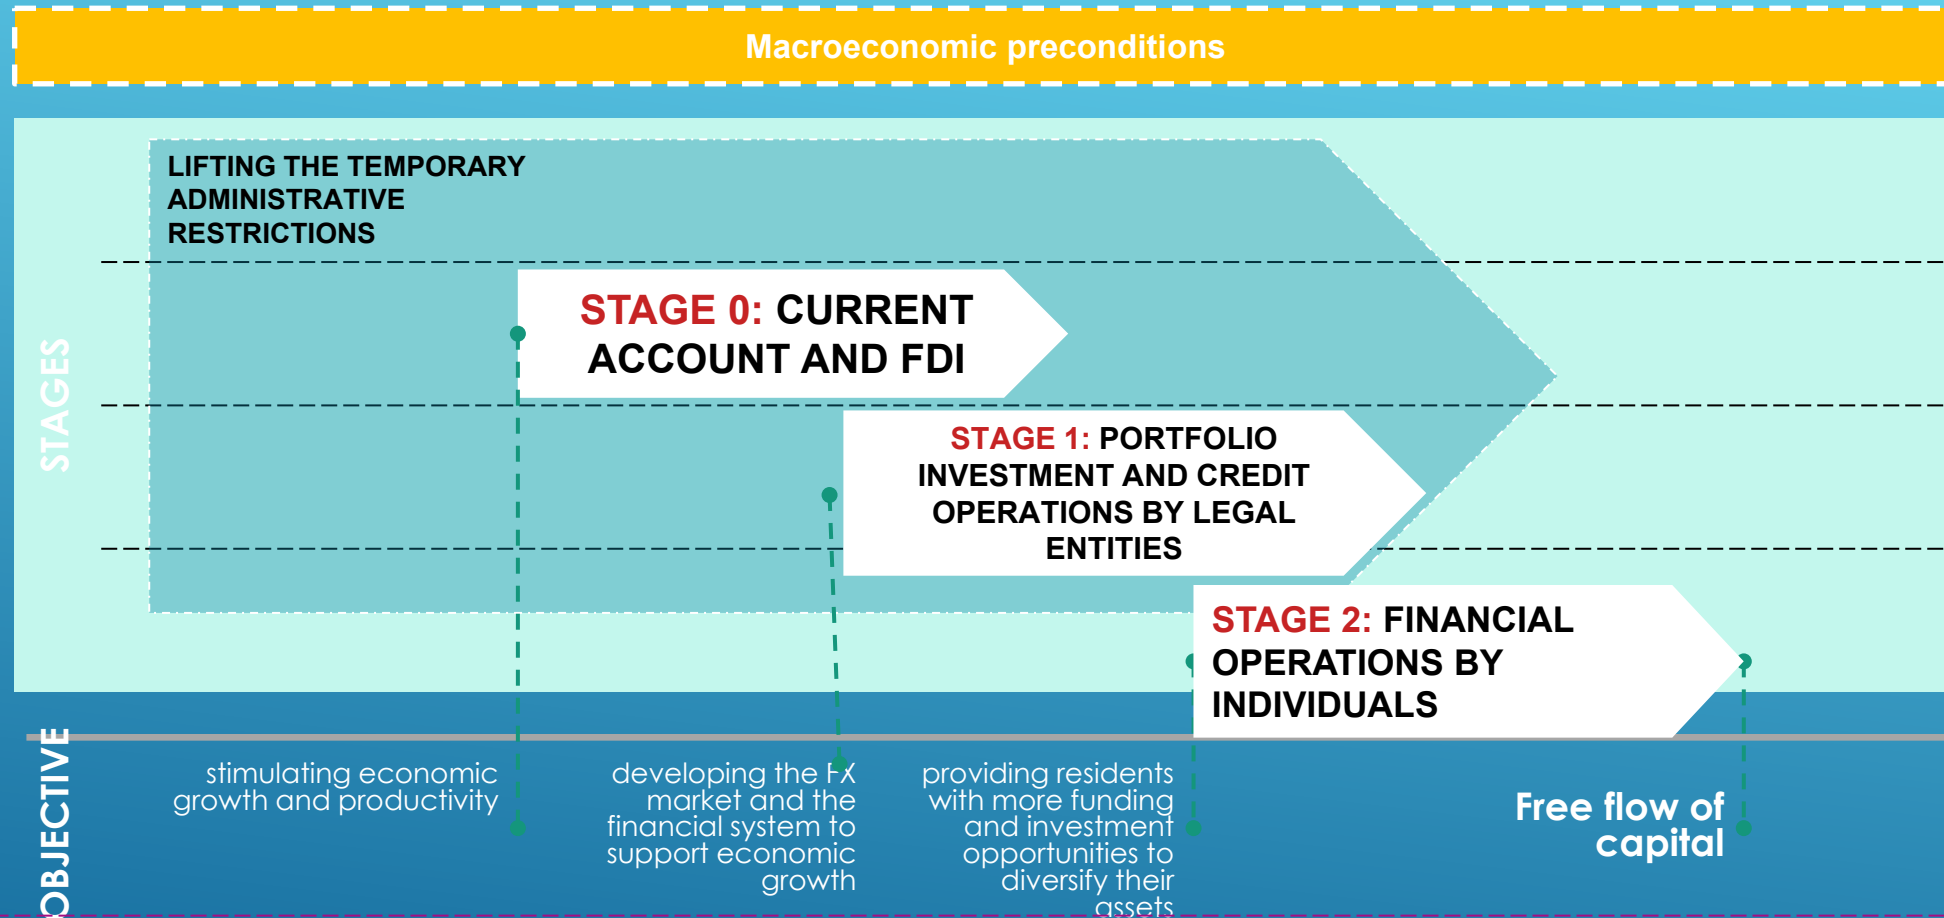 Macroeconomic preconditions
LIFTING THE TEMPORARY
ADMINISTRATIVE
RESTRICTIONS
STAGES
STAGE 0: CURRENT
ACCOUNT AND FDI
STAGE 1: PORTFOLIO
INVESTMENT AND CREDIT
OPERATIONS BY LEGAL
ENTITIES
STAGE 2: FINANCIAL
OPERATIONS BY
INDIVIDUALS
OBJECTIVE
stimulating economic
growth and productivity
developing the FX
market and the
financial system to
support economic
growth
providing residents
with more funding
and investment
opportunities to
diversify their
assets
Free flow of
capital